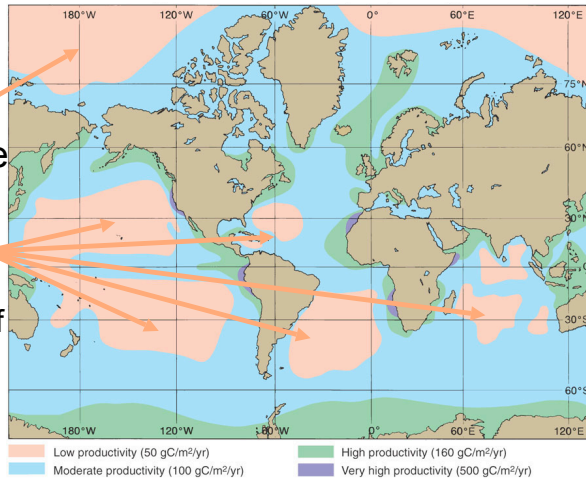 180°W 120°W 60°W 0° 60°E 120°E
75°N
e
60°N
30°N
0°
f
30°S
60°S
180°W 120°W 60°W 0° 60°E 120°E
Low productivity (50 gC/m²/yr) High productivity (160 gC/m²/yr)
Moderate productivity (100 gC/m²/yr) Very high productivity (500 gC/m²/yr)